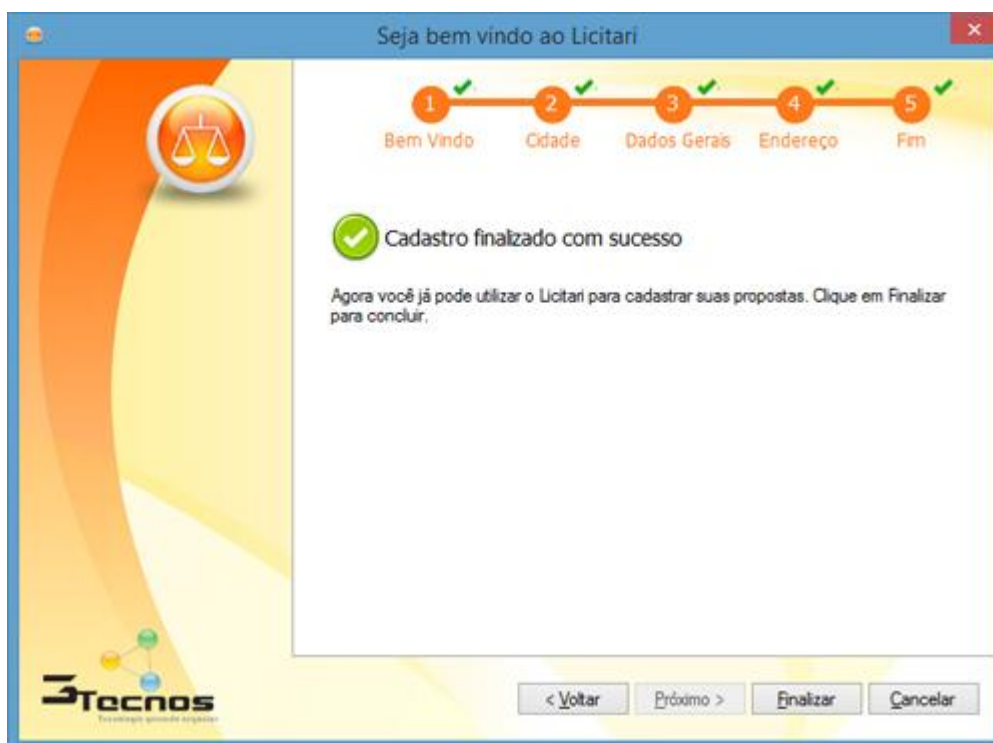 Seja bem vindo ao Licitari
1 2 3 4 5
Bem Vindo Cidade Dados Gerais Endereço Fim
Cadastro finalizado com sucesso
Agora você já pode utilizar o Licitari para cadastrar suas propostas. Clique em Finalizar
para concluir.
3Tecnos
< Voltar Próximo > Finalizar Cancelar